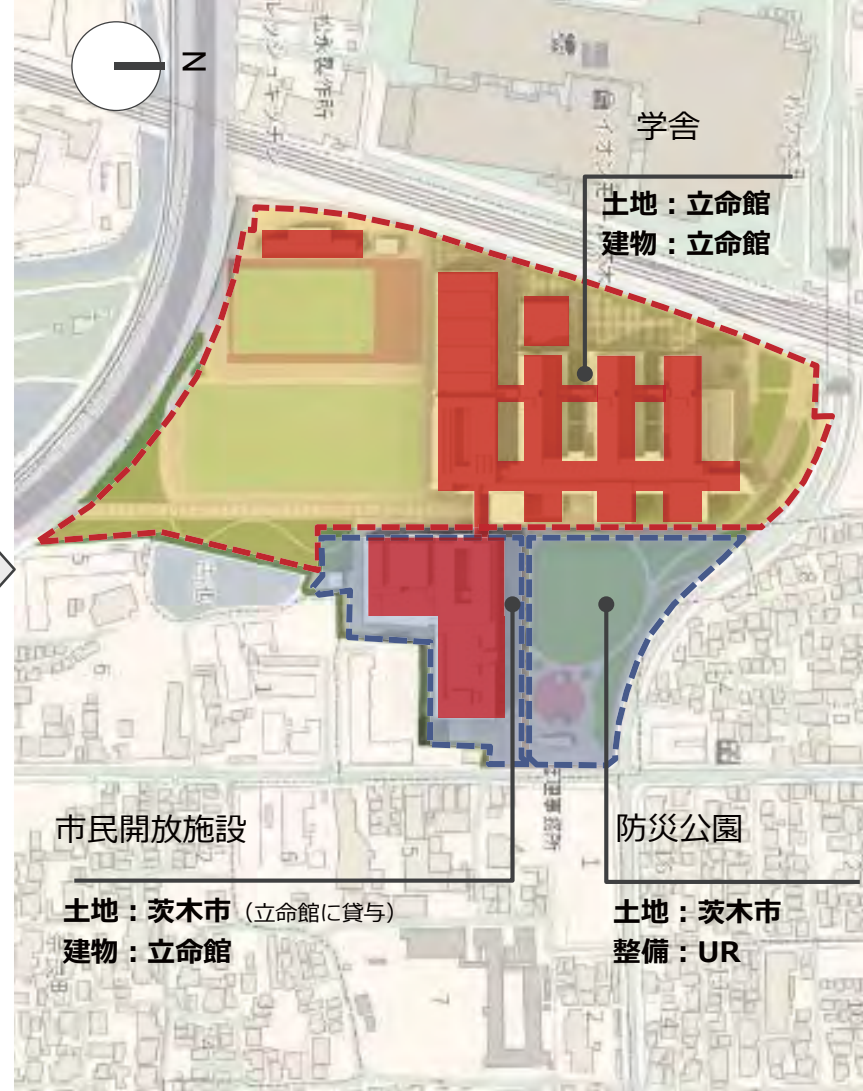 N
学舎
土地：立命館
建物：立命館
市民開放施設
土地：茨木市（立命館に貸与）
建物：立命館
防災公園
土地：茨木市
整備：UR